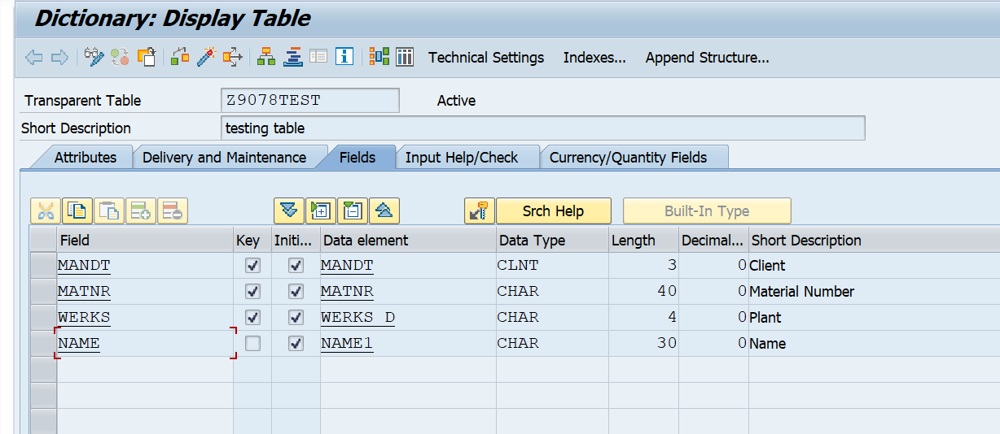 Dictionary: Display Table
Technical Settings Indexes... Append Structure...
Transparent Table Z9078TEST Active
Short Description testing table
Attributes Delivery and Maintenance Fields Input Help/Check Currency/Quantity Fields
Srch Help Built-In Type
Field Key Initi... Data element Data Type Length Decimal... Short Description
MANDT MANDT CLNT 3 0 Client
MATNR MATNR CHAR 40 0 Material Number
WERKS WERKS_D CHAR 4 0 Plant
NAME NAME1 CHAR 30 0 Name